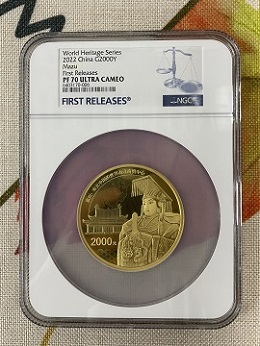 World Heritage Series
2022 China G2000Y
Mazu
First Releases
PF 70 ULTRA CAMEO
FIRST RELEASES®
NGC
2000元